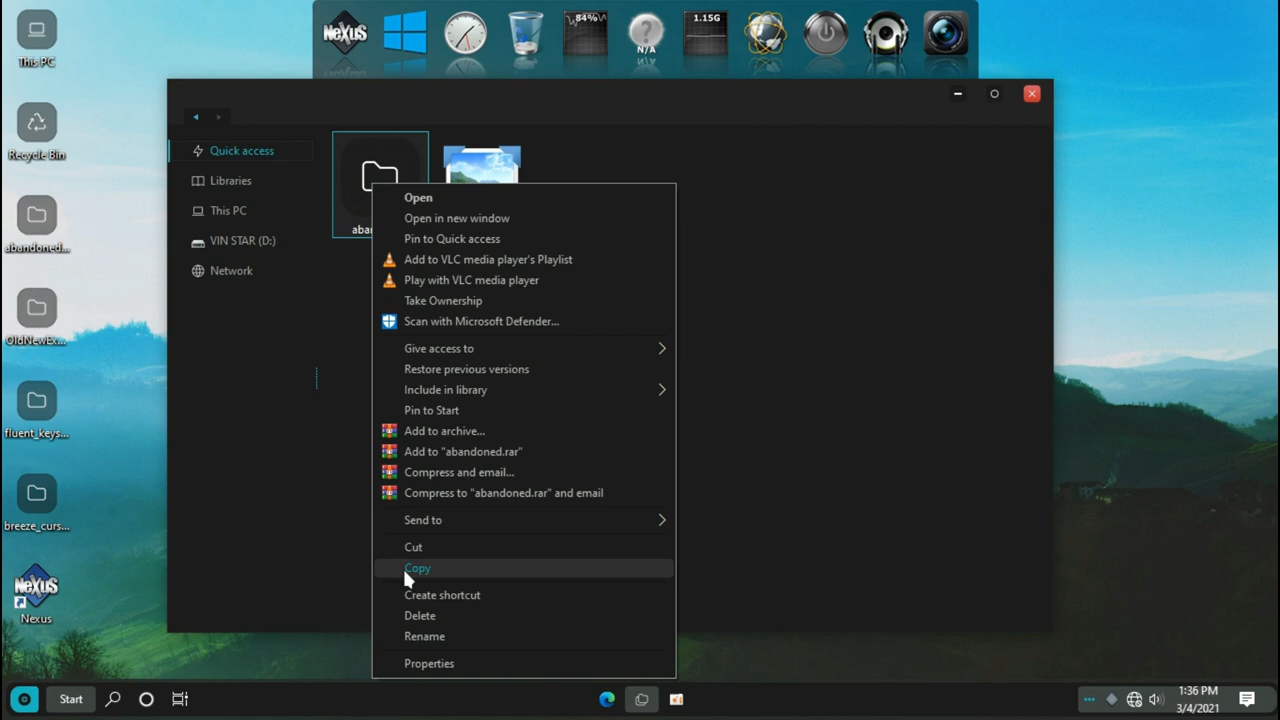 NeXuS
84%
N/A
1.15G
This PC
Recycle Bin
abandoned...
OldNewEx...
fluent_keys...
breeze_curs...
NeXuS
Nexus
Quick access
Libraries
This PC
VIN STAR (D:)
Network
aban
Open
Open in new window
Pin to Quick access
Add to VLC media player's Playlist
Play with VLC media player
Take Ownership
Scan with Microsoft Defender...
Give access to
Restore previous versions
Include in library
Pin to Start
Add to archive...
Add to "abandoned.rar"
Compress and email...
Compress to "abandoned.rar" and email
Send to
Cut
Copy
Create shortcut
Delete
Rename
Properties
Start
1:36 PM
3/4/2021